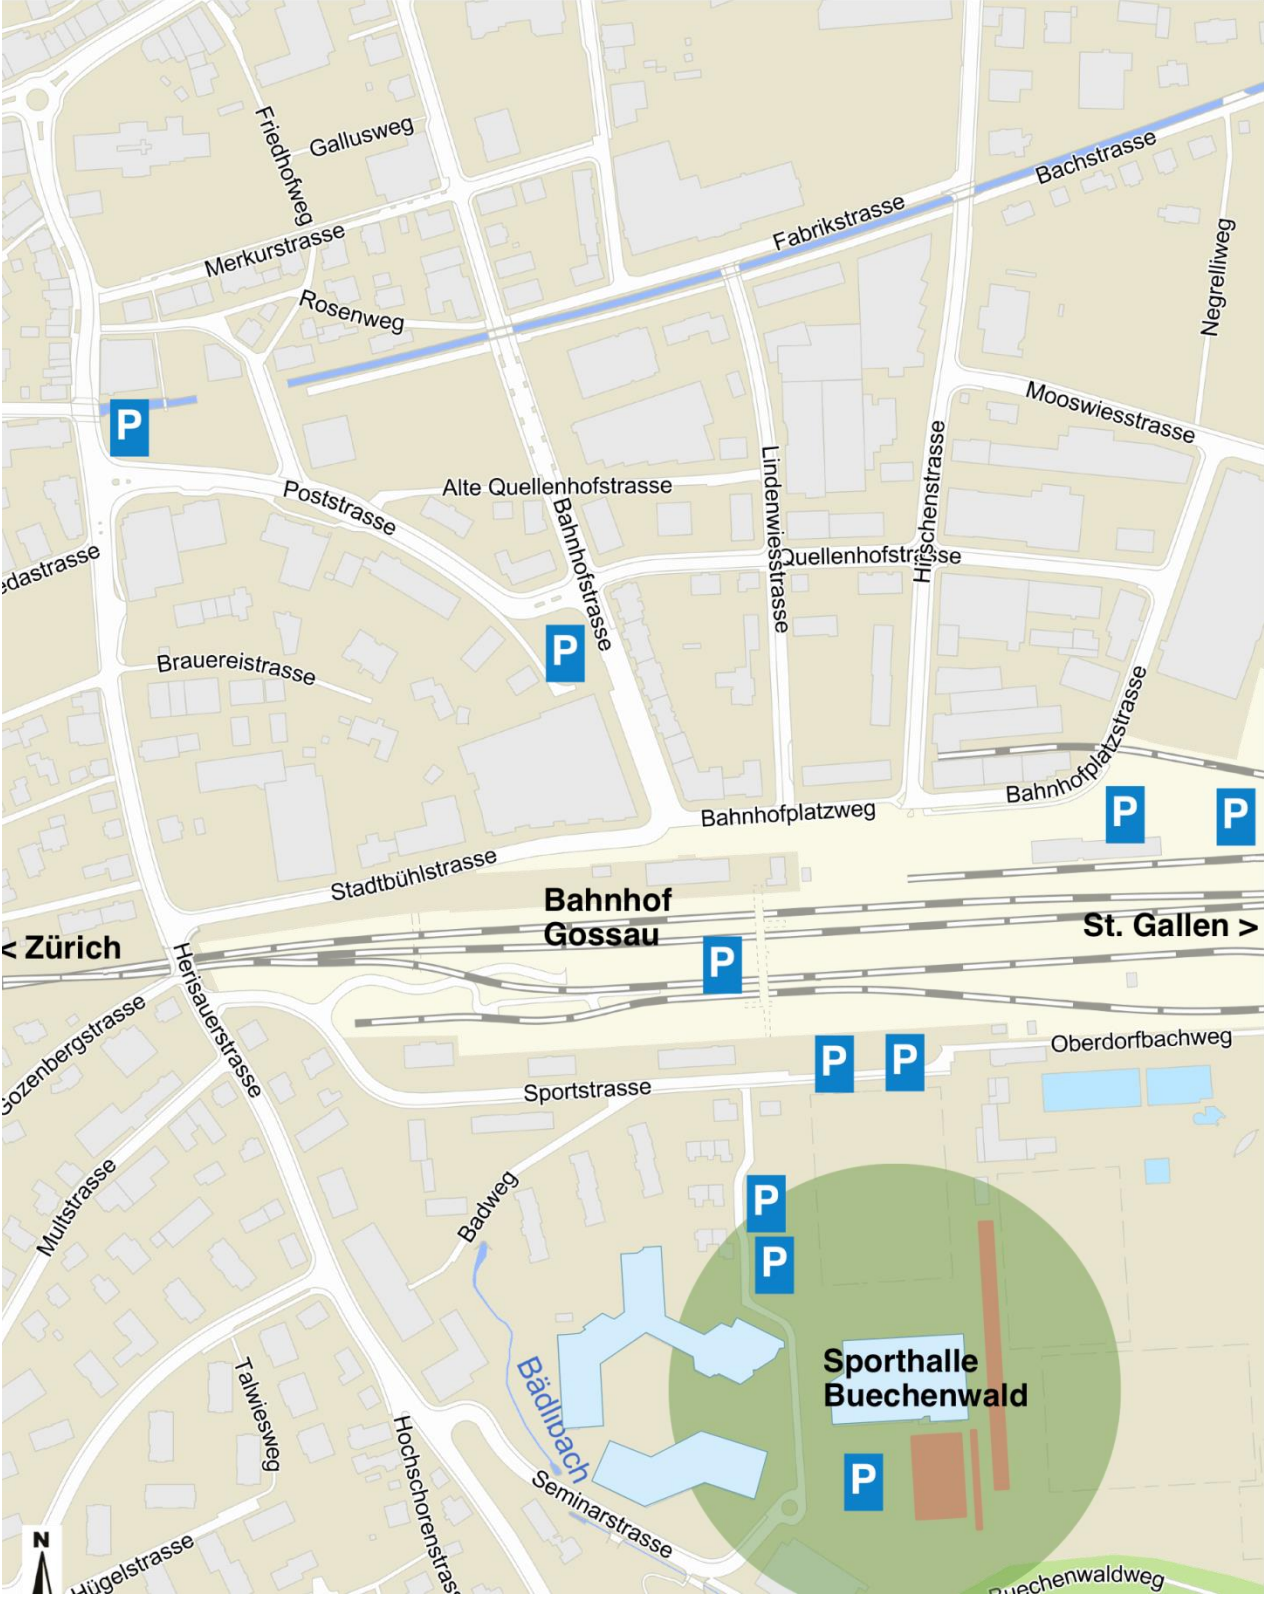 Friedhofweg
Gallusweg
Bachstrasse
Merkurstrasse
Fabrikstrasse
Negrelliweg
Rosenweg
P
Mooswiesstrasse
Poststrasse
Alte Quellenhofstrasse
Bahnhofstrasse
Lindenwiesstrasse
Quellenhofstrasse
Hirschenstrasse
edastrasse
P
Brauereistrasse
Bahnhofplatzstrasse
Bahnhofplatzweg
P
P
Stadtbühlstrasse
Bahnhof
Gossau
< Zürich
St. Gallen >
P
Herisauerstrasse
Gozenbergstrasse
P
P
Oberdorfbachweg
Sportstrasse
Multstrasse
Badweg
P
P
Bädlibach
Sporthalle
Buechenwald
Talwiesweg
Hochschorenstrass
P
Seminarstrasse
N
Hügelstrasse
Buechenwaldweg